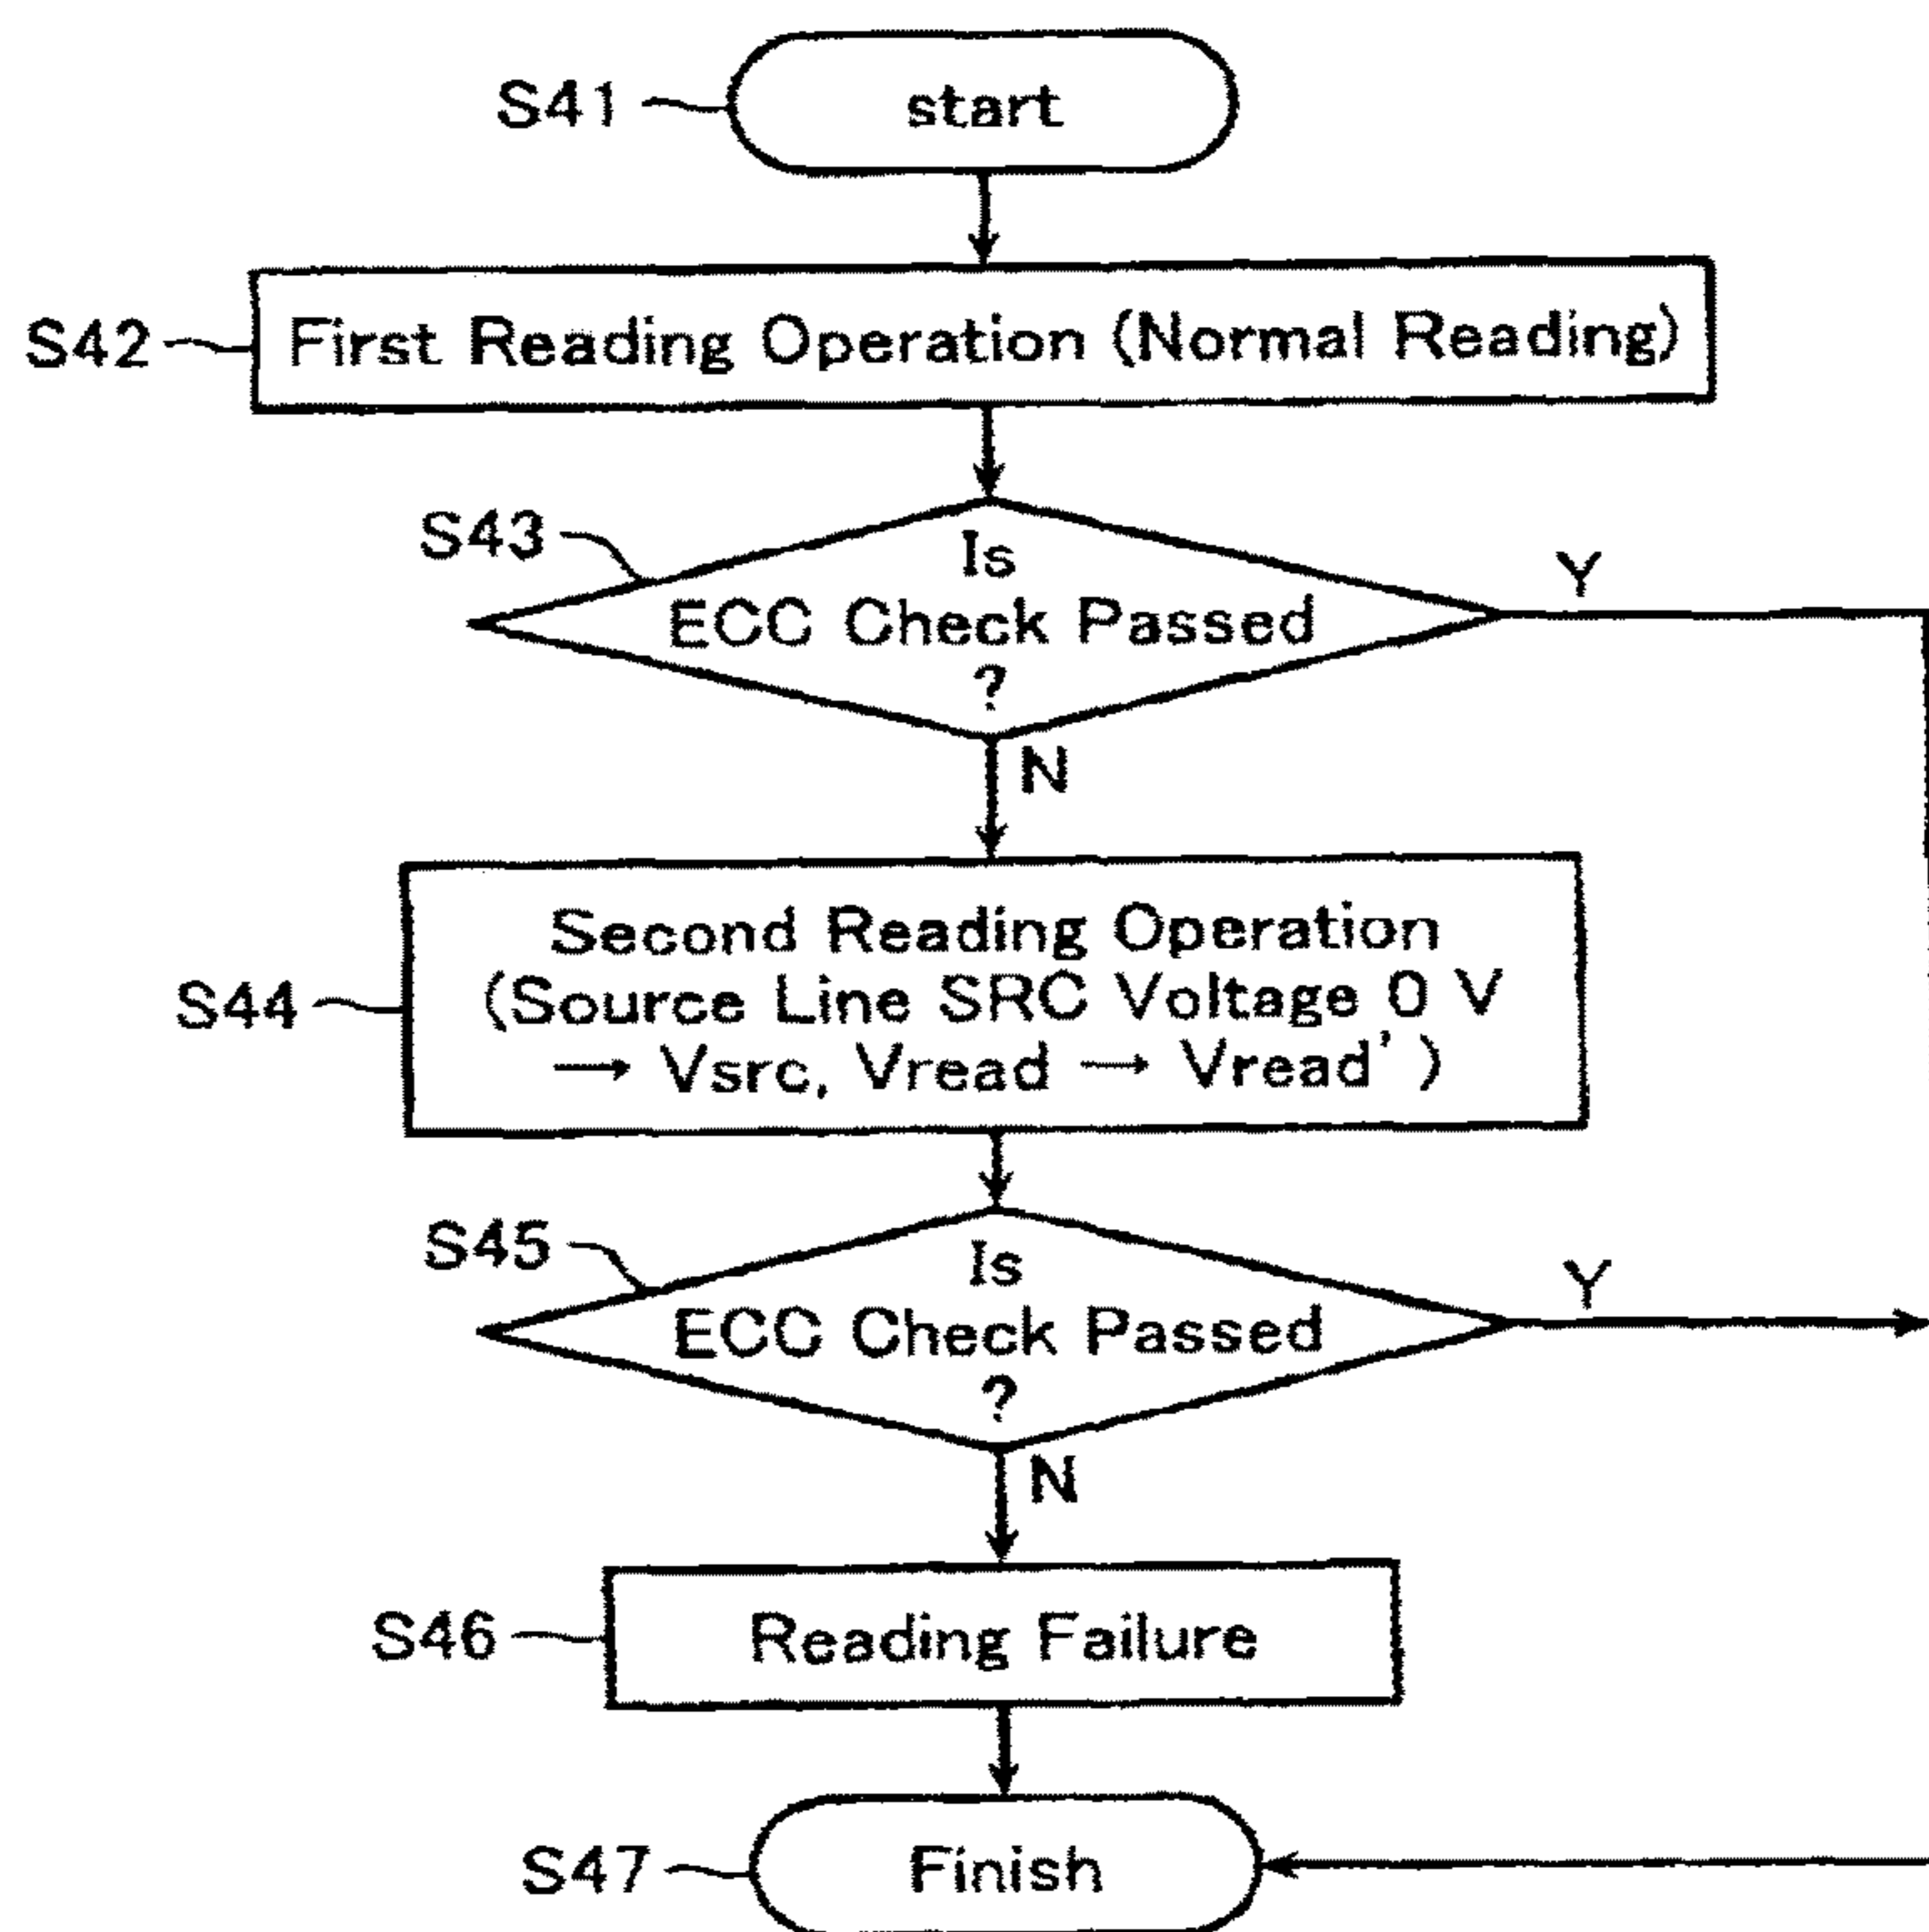 S41
start
S42
First Reading Operation (Normal Reading)
S43
Is
ECC Check Passed
?
Y
N
S44
Second Reading Operation
(Source Line SRC Voltage 0 V
→ Vsrc, Vread → Vread')
S45
Is
ECC Check Passed
?
Y
N
S46
Reading Failure
S47
Finish